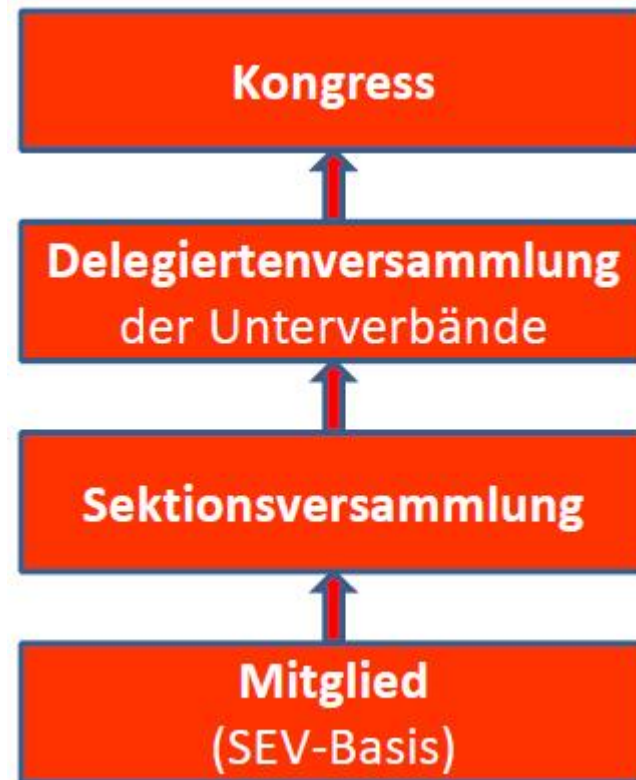 Kongress
Delegiertenversammlung
der Unterverbände
Sektionsversammlung
Mitglied
(SEV-Basis)